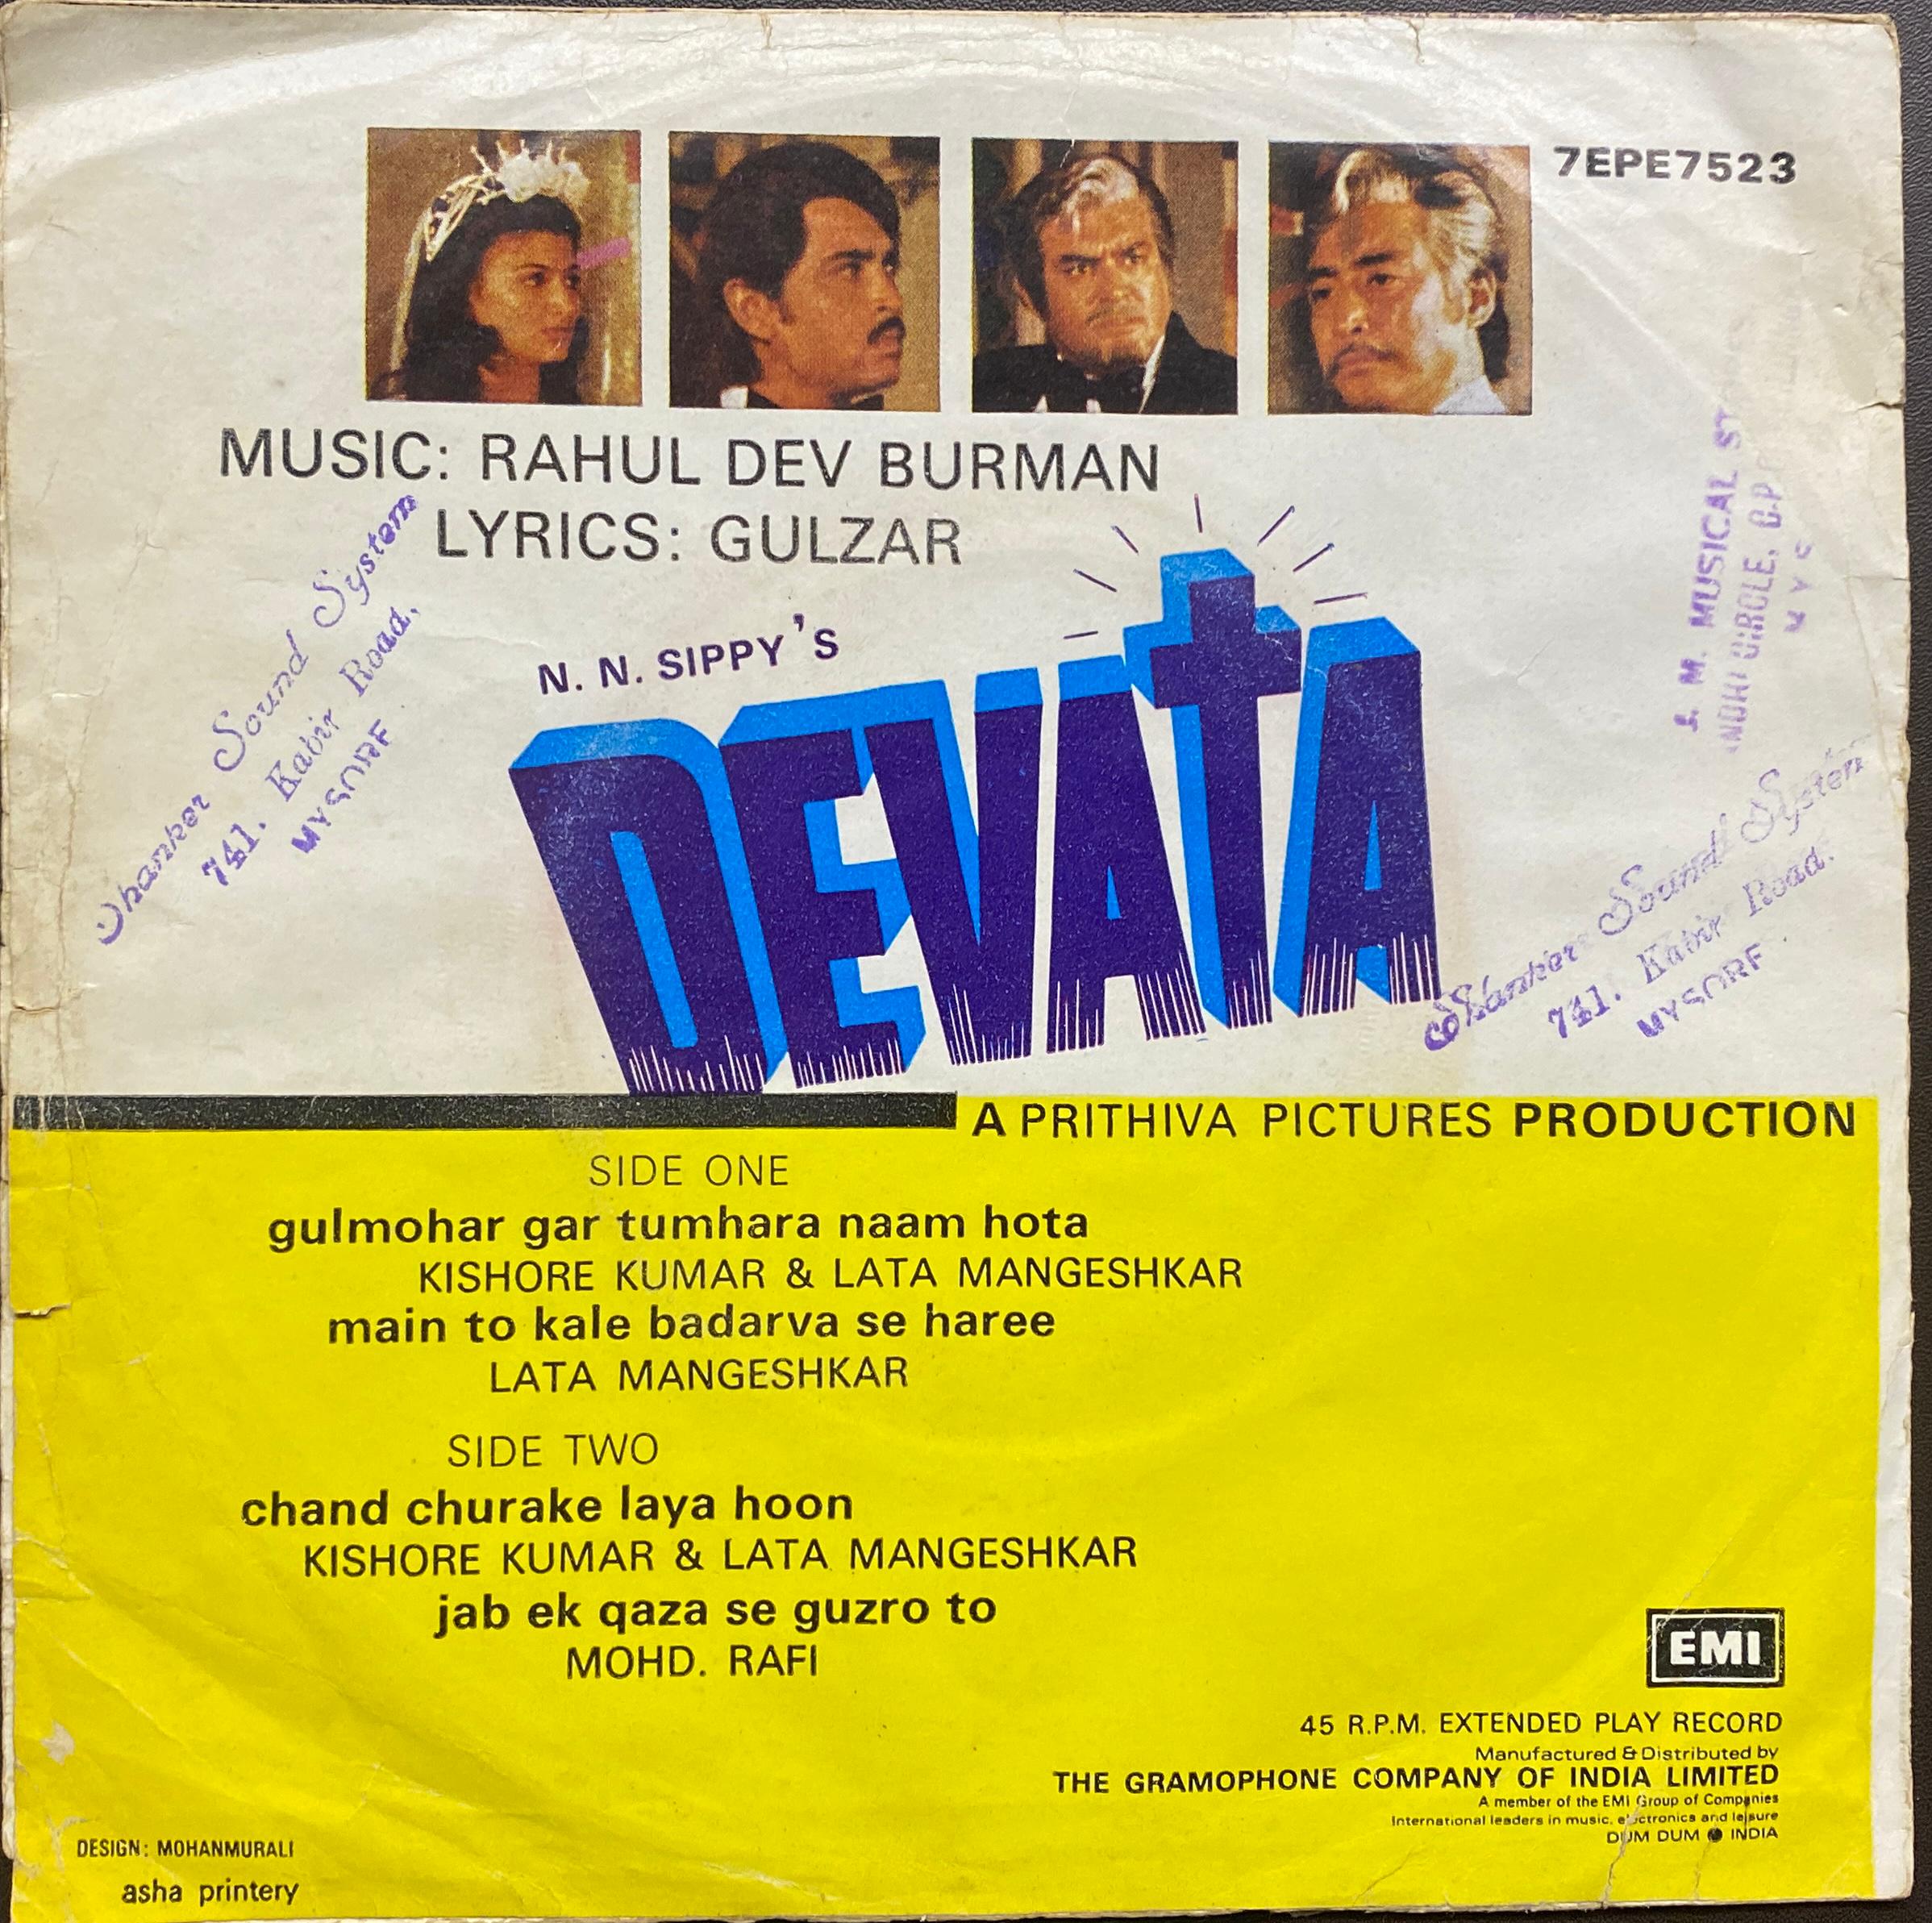 7EPE7523
MUSIC: RAHUL DEV BURMAN
LYRICS: GULZAR
N. N. SIPPY'S
DEVATA
Shanker Sound System
741. Kabir Road.
MYSORE
J. M. MUSICAL ST
CIRCLE,
MYS
Shanker Sound System
741. Kabir Road.
MYSORE
A PRITHIVA PICTURES PRODUCTION
SIDE ONE
gulmohar gar tumhara naam hota
KISHORE KUMAR & LATA MANGESHKAR
main to kale badarva se haree
LATA MANGESHKAR
SIDE TWO
chand churake laya hoon
KISHORE KUMAR & LATA MANGESHKAR
jab ek qaza se guzro to
MOHD. RAFI
EMI
45 R.P.M. EXTENDED PLAY RECORD
Manufactured & Distributed by
THE GRAMOPHONE COMPANY OF INDIA LIMITED
A member of the EMI Group of Companies
International leaders in music, electronics and leisure
DUM DUM ● INDIA
DESIGN: MOHANMURALI
asha printery